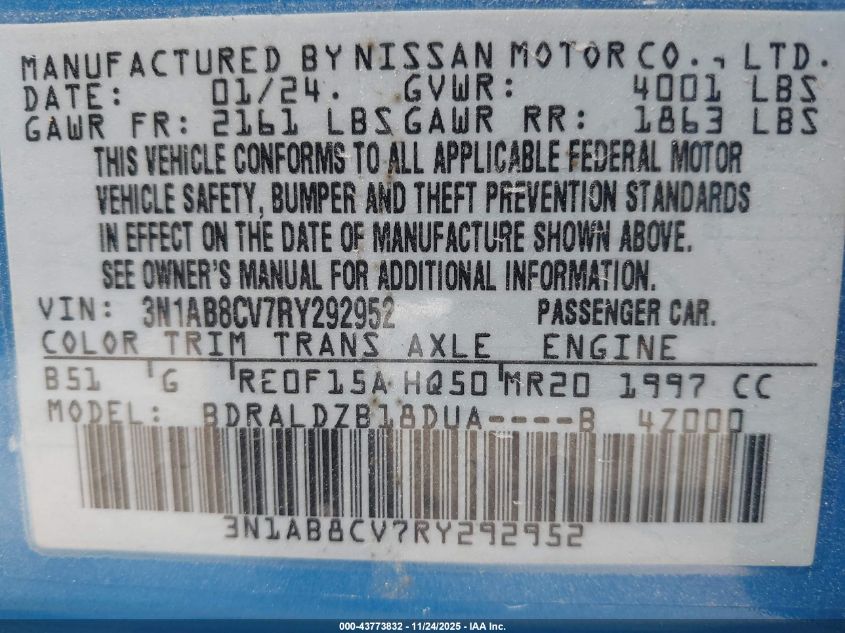 MANUFACTURED BY NISSAN MOTOR CO., LTD.
DATE: 01/24. GVWR: 4001 LBS
GAWR FR: 2161 LBS GAWR RR: 1863 LBS
THIS VEHICLE CONFORMS TO ALL APPLICABLE FEDERAL MOTOR
VEHICLE SAFETY, BUMPER AND THEFT PREVENTION STANDARDS
IN EFFECT ON THE DATE OF MANUFACTURE SHOWN ABOVE.
SEE OWNER'S MANUAL FOR ADDITIONAL INFORMATION.
VIN: 3N1AB8CV7RY292952 PASSENGER CAR.
COLOR TRIM TRANS AXLE ENGINE
B51 G RE0F15A HQ50 MR20 1997 CC
MODEL: BDRALDZB18DUA----B 4Z000
3N1AB8CV7RY292952
000-43773832 - 11/24/2025 - IAA Inc.